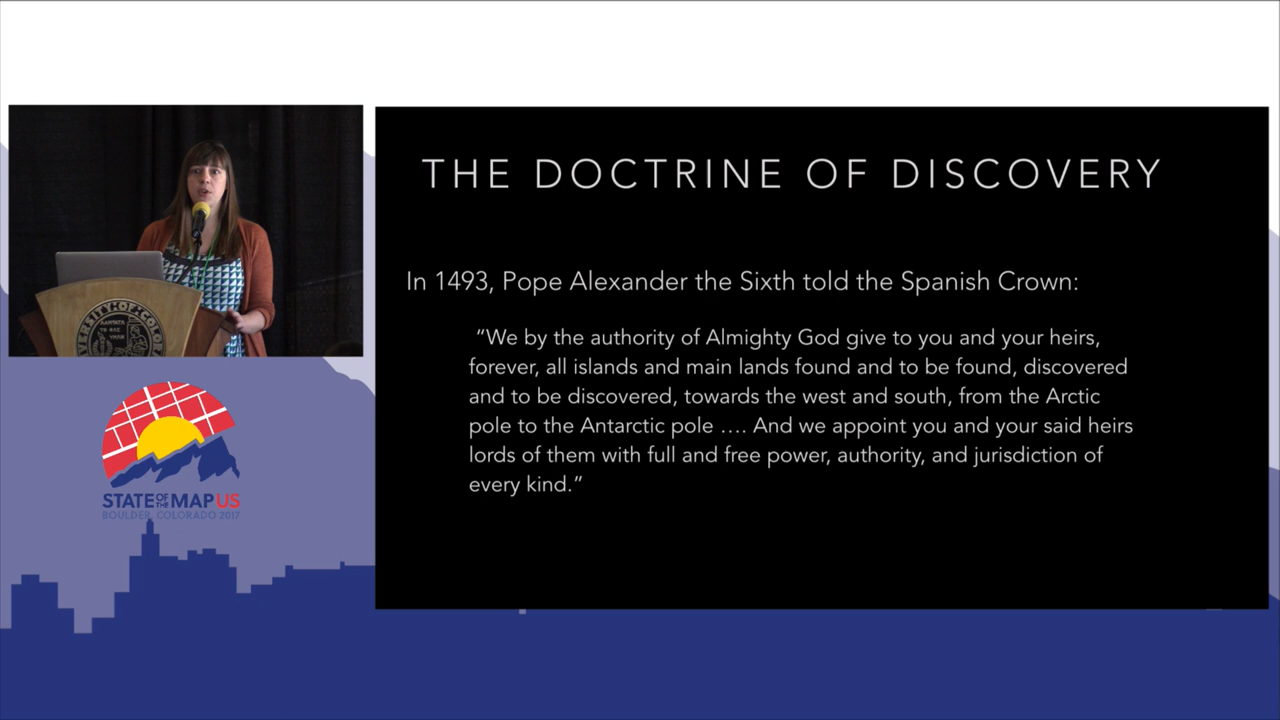 THE DOCTRINE OF DISCOVERY
In 1493, Pope Alexander the Sixth told the Spanish Crown:
“We by the authority of Almighty God give to you and your heirs,
forever, all islands and main lands found and to be found, discovered
and to be discovered, towards the west and south, from the Arctic
pole to the Antarctic pole …. And we appoint you and your said heirs
lords of them with full and free power, authority, and jurisdiction of
every kind.”
STATE OF THE MAP US
BOULDER, COLORADO 2017